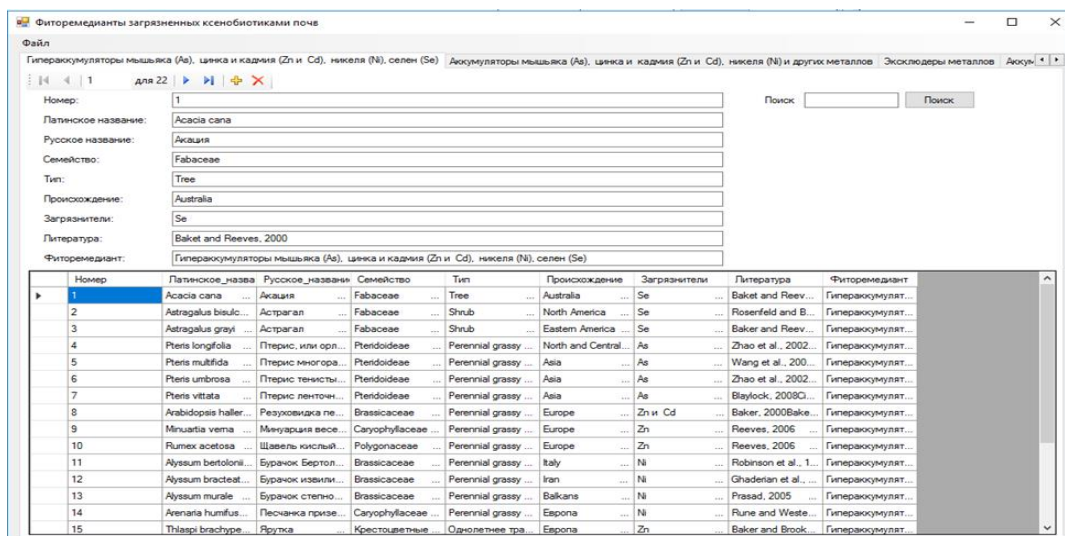 Фиторемедианты загрязненных ксенобиотиками почв
Файл
Гипераккумуляторы мышьяка (As), цинка и кадмия (Zn и Cd), никеля (Ni), селен (Se) Аккумуляторы мышьяка (As), цинка и кадмия (Zn и Cd), никеля (Ni) и других металлов Эксклюдеры металлов Аккум
1 для 22
Номер: 1 Поиск Поиск
Латинское название: Acacia cana
Русское название: Акация
Семейство: Fabaceae
Тип: Tree
Происхождение: Australia
Загрязнители: Se
Литература: Baket and Reeves, 2000
Фиторемедиант: Гипераккумуляторы мышьяка (As), цинка и кадмия (Zn и Cd), никеля (Ni), селен (Se)
Номер Латинское_назва Русское_названи Семейство Тип Происхождение Загрязнители Литература Фиторемедиант
1 Acacia cana ... Акация ... Fabaceae ... Tree ... Australia ... Se ... Baket and Reev... Гипераккумулят...
2 Astragalus bisulc... Астрагал ... Fabaceae ... Shrub ... North America ... Se ... Rosenfeld and B... Гипераккумулят...
3 Astragalus grayi ... Астрагал ... Fabaceae ... Shrub ... Eastern America ... Se ... Baker and Reev... Гипераккумулят...
4 Pteris longifolia ... Птерис, или орл... Pteridoideae ... Perennial grassy ... North and Central... As ... Zhao et al., 2002... Гипераккумулят...
5 Pteris multifida ... Птерис многора... Pteridoideae ... Perennial grassy ... Asia ... As ... Wang et al., 200... Гипераккумулят...
6 Pteris umbrosa ... Птерис тенисты... Pteridoideae ... Perennial grassy ... Asia ... As ... Zhao et al., 2002... Гипераккумулят...
7 Pteris vittata ... Птерис ленточн... Pteridoideae ... Perennial grassy ... Asia ... As ... Blaylock, 2008Ci... Гипераккумулят...
8 Arabidopsis haller... Резуховидка пе... Brassicaceae ... Perennial grassy ... Europe ... Zn и Cd ... Baker, 2000Bake... Гипераккумулят...
9 Minuartia verna ... Минуарция весе... Caryophyllaceae ... Perennial grassy ... Europe ... Zn ... Reeves, 2006 ... Гипераккумулят...
10 Rumex acetosa ... Щавель кислый... Polygonaceae ... Perennial grassy ... Europe ... Zn ... Reeves, 2006 ... Гипераккумулят...
11 Alyssum bertolonii... Бурачок Бертол... Brassicaceae ... Perennial grassy ... Italy ... Ni ... Robinson et al., 1... Гипераккумулят...
12 Alyssum bracteat... Бурачок извили... Brassicaceae ... Perennial grassy ... Iran ... Ni ... Ghaderian et al., ... Гипераккумулят...
13 Alyssum murale ... Бурачок степно... Brassicaceae ... Perennial grassy ... Balkans ... Ni ... Prasad, 2005 ... Гипераккумулят...
14 Arenaria humifus... Песчанка призе... Caryophyllaceae ... Perennial grassy ... Европа ... Ni ... Rune and Weste... Гипераккумулят...
15 Thlaspi brachype... Ярутка ... Крестоцветные ... Однолетнее тра... Европа ... Zn ... Baker and Brook... Гипераккумулят...